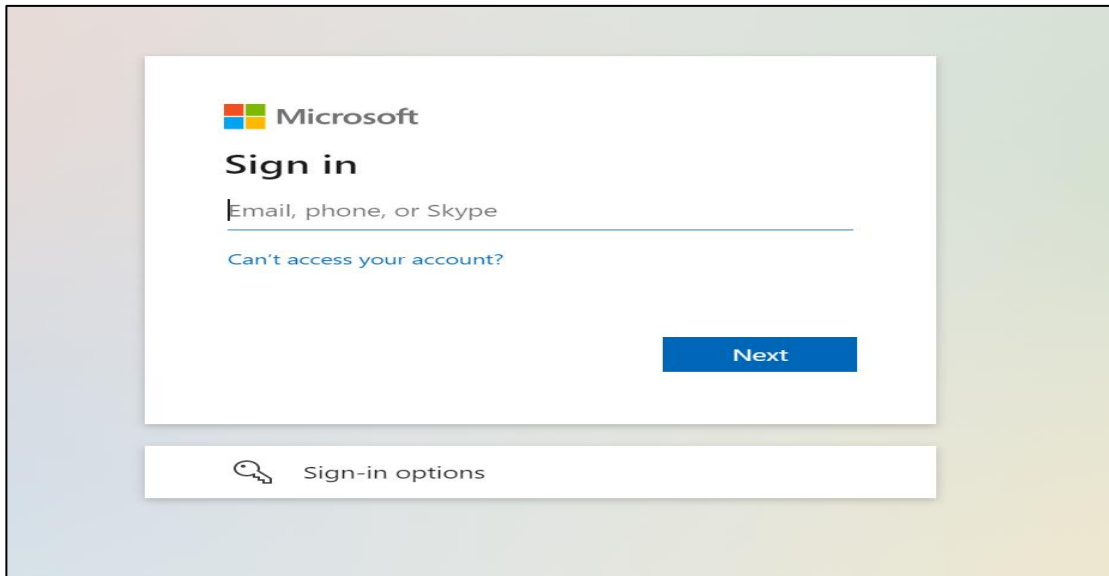 Microsoft
Sign in
Email, phone, or Skype
Can't access your account?
Next
Sign-in options